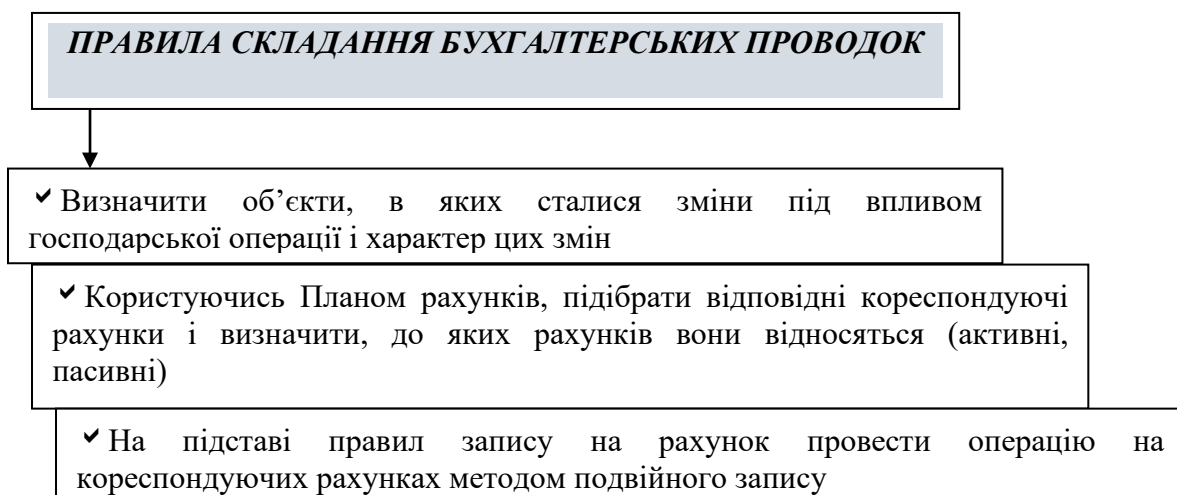 ПРАВИЛА СКЛАДАННЯ БУХГАЛТЕРСЬКИХ ПРОВОДОК
✔ Визначити об’єкти, в яких сталися зміни під впливом
господарської операції і характер цих змін
✔ Користуючись Планом рахунків, підібрати відповідні кореспондуючі
рахунки і визначити, до яких рахунків вони відносяться (активні,
пасивні)
✔ На підставі правил запису на рахунок провести операцію на
кореспондуючих рахунках методом подвійного запису